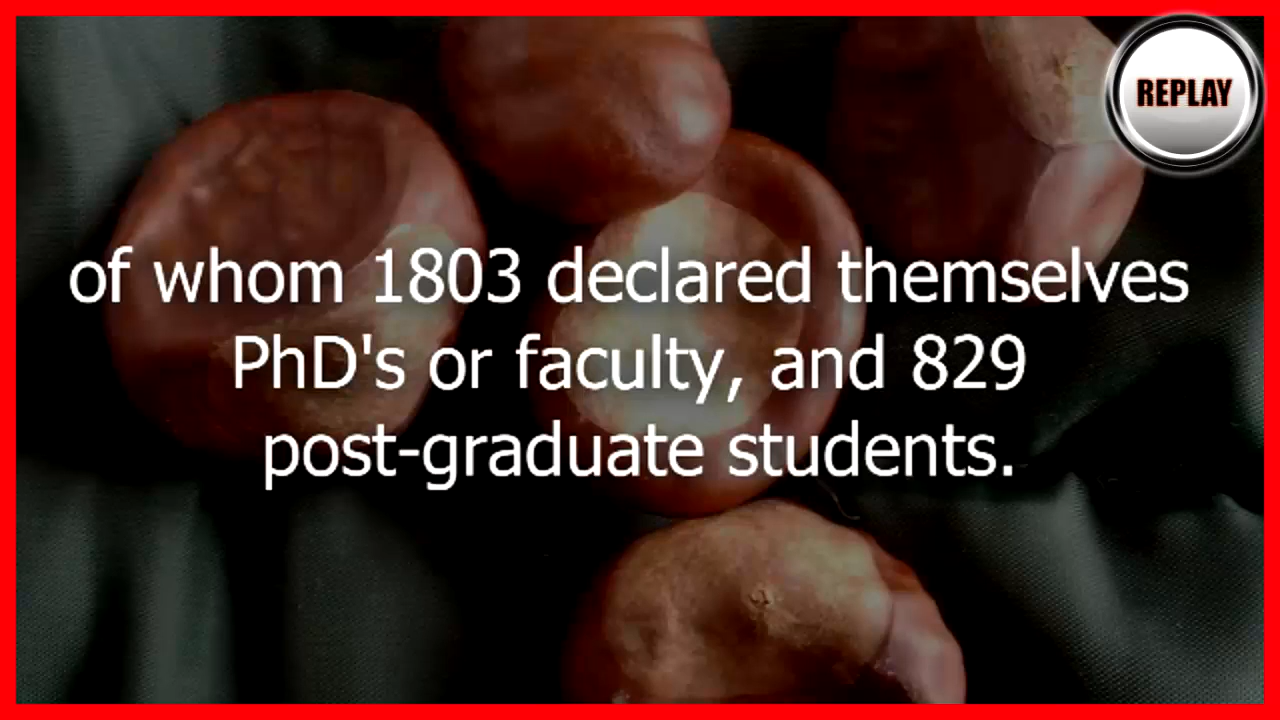 REPLAY
of whom 1803 declared themselves
PhD's or faculty, and 829
post-graduate students.